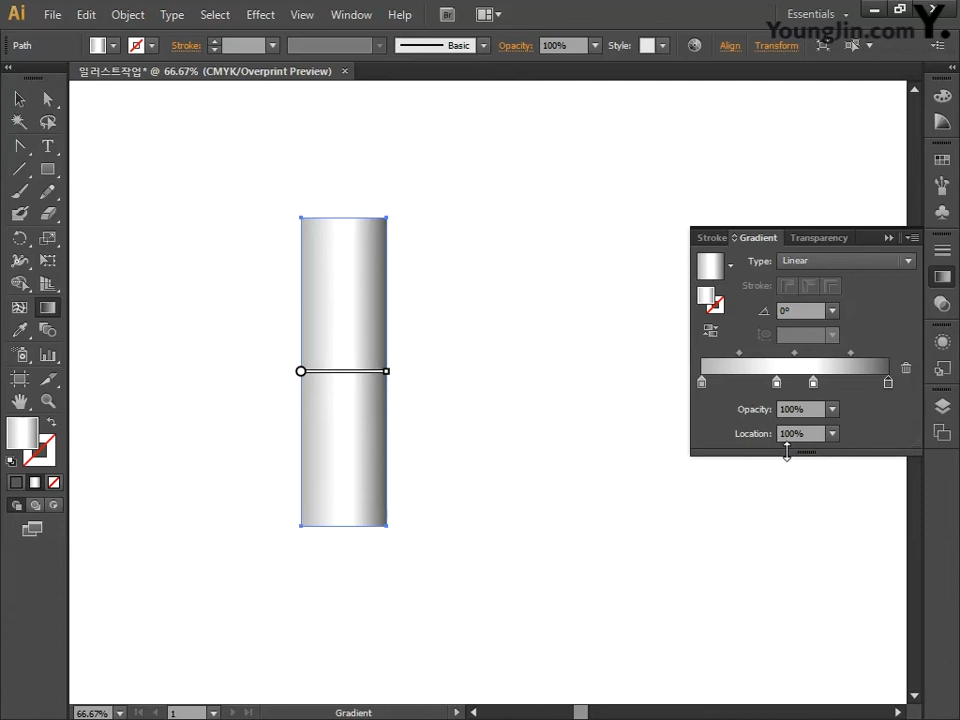 Ai File Edit Object Type Select Effect View Window Help Br Essentials
YoungJin.com Y.
Path Stroke: Basic Opacity: 100% Style: Align Transform
일러스트작업* @ 66.67% (CMYK/Overprint Preview) ×
Stroke Gradient Transparency
Type: Linear
Stroke:
0°
Opacity: 100%
Location: 100%
66.67% 1 Gradient